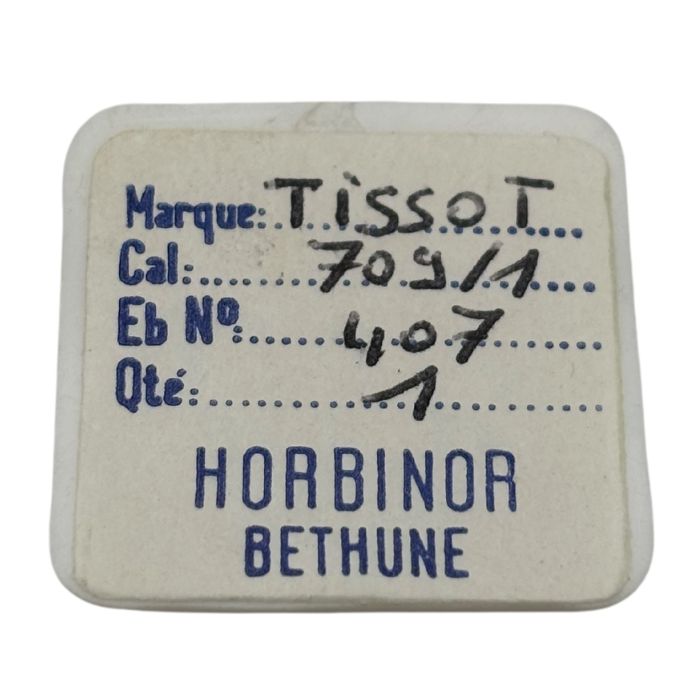 Marque: TissoT
Cal: 709/1
Eb Nº: 407
Qté: 1
HORBINOR
BETHUNE